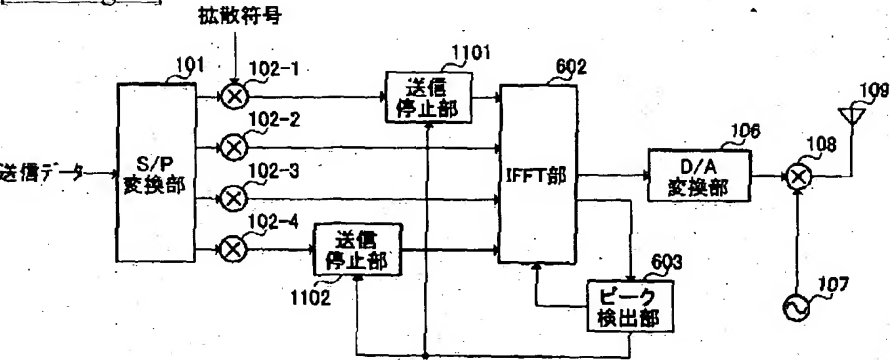 拡散符号
101
102-1
1101
送信
停止部
602
109
102-2
106
108
送信データ
S/P
変換部
102-3
IFFT部
D/A
変換部
102-4
送信
停止部
1102
603
ピーク
検出部
107